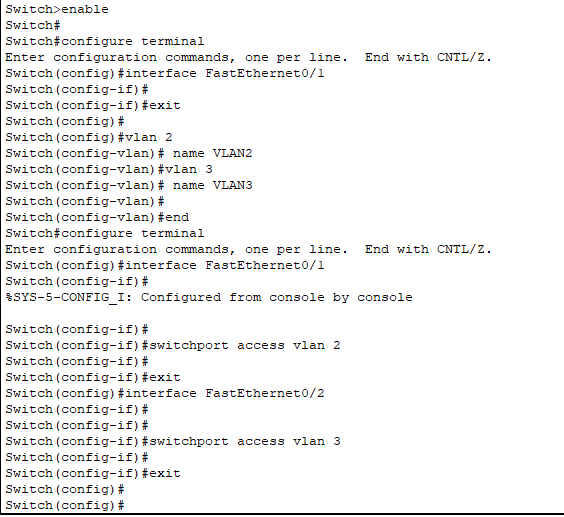 Switch>enable
Switch#
Switch#configure terminal
Enter configuration commands, one per line.  End with CNTL/Z.
Switch(config)#interface FastEthernet0/1
Switch(config-if)#
Switch(config-if)#exit
Switch(config)#
Switch(config)#vlan 2
Switch(config-vlan)# name VLAN2
Switch(config-vlan)#vlan 3
Switch(config-vlan)# name VLAN3
Switch(config-vlan)#
Switch(config-vlan)#end
Switch#configure terminal
Enter configuration commands, one per line.  End with CNTL/Z.
Switch(config)#interface FastEthernet0/1
Switch(config-if)#
%SYS-5-CONFIG_I: Configured from console by console

Switch(config-if)#
Switch(config-if)#switchport access vlan 2
Switch(config-if)#
Switch(config-if)#exit
Switch(config)#interface FastEthernet0/2
Switch(config-if)#
Switch(config-if)#
Switch(config-if)#switchport access vlan 3
Switch(config-if)#
Switch(config-if)#exit
Switch(config)#
Switch(config)#